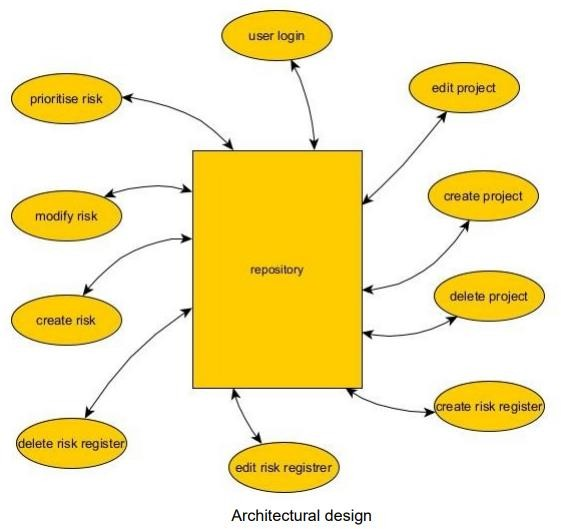 user login
edit project
prioritise risk
create project
modify risk
repository
delete project
create risk
create risk register
delete risk register
edit risk registrer
Architectural design